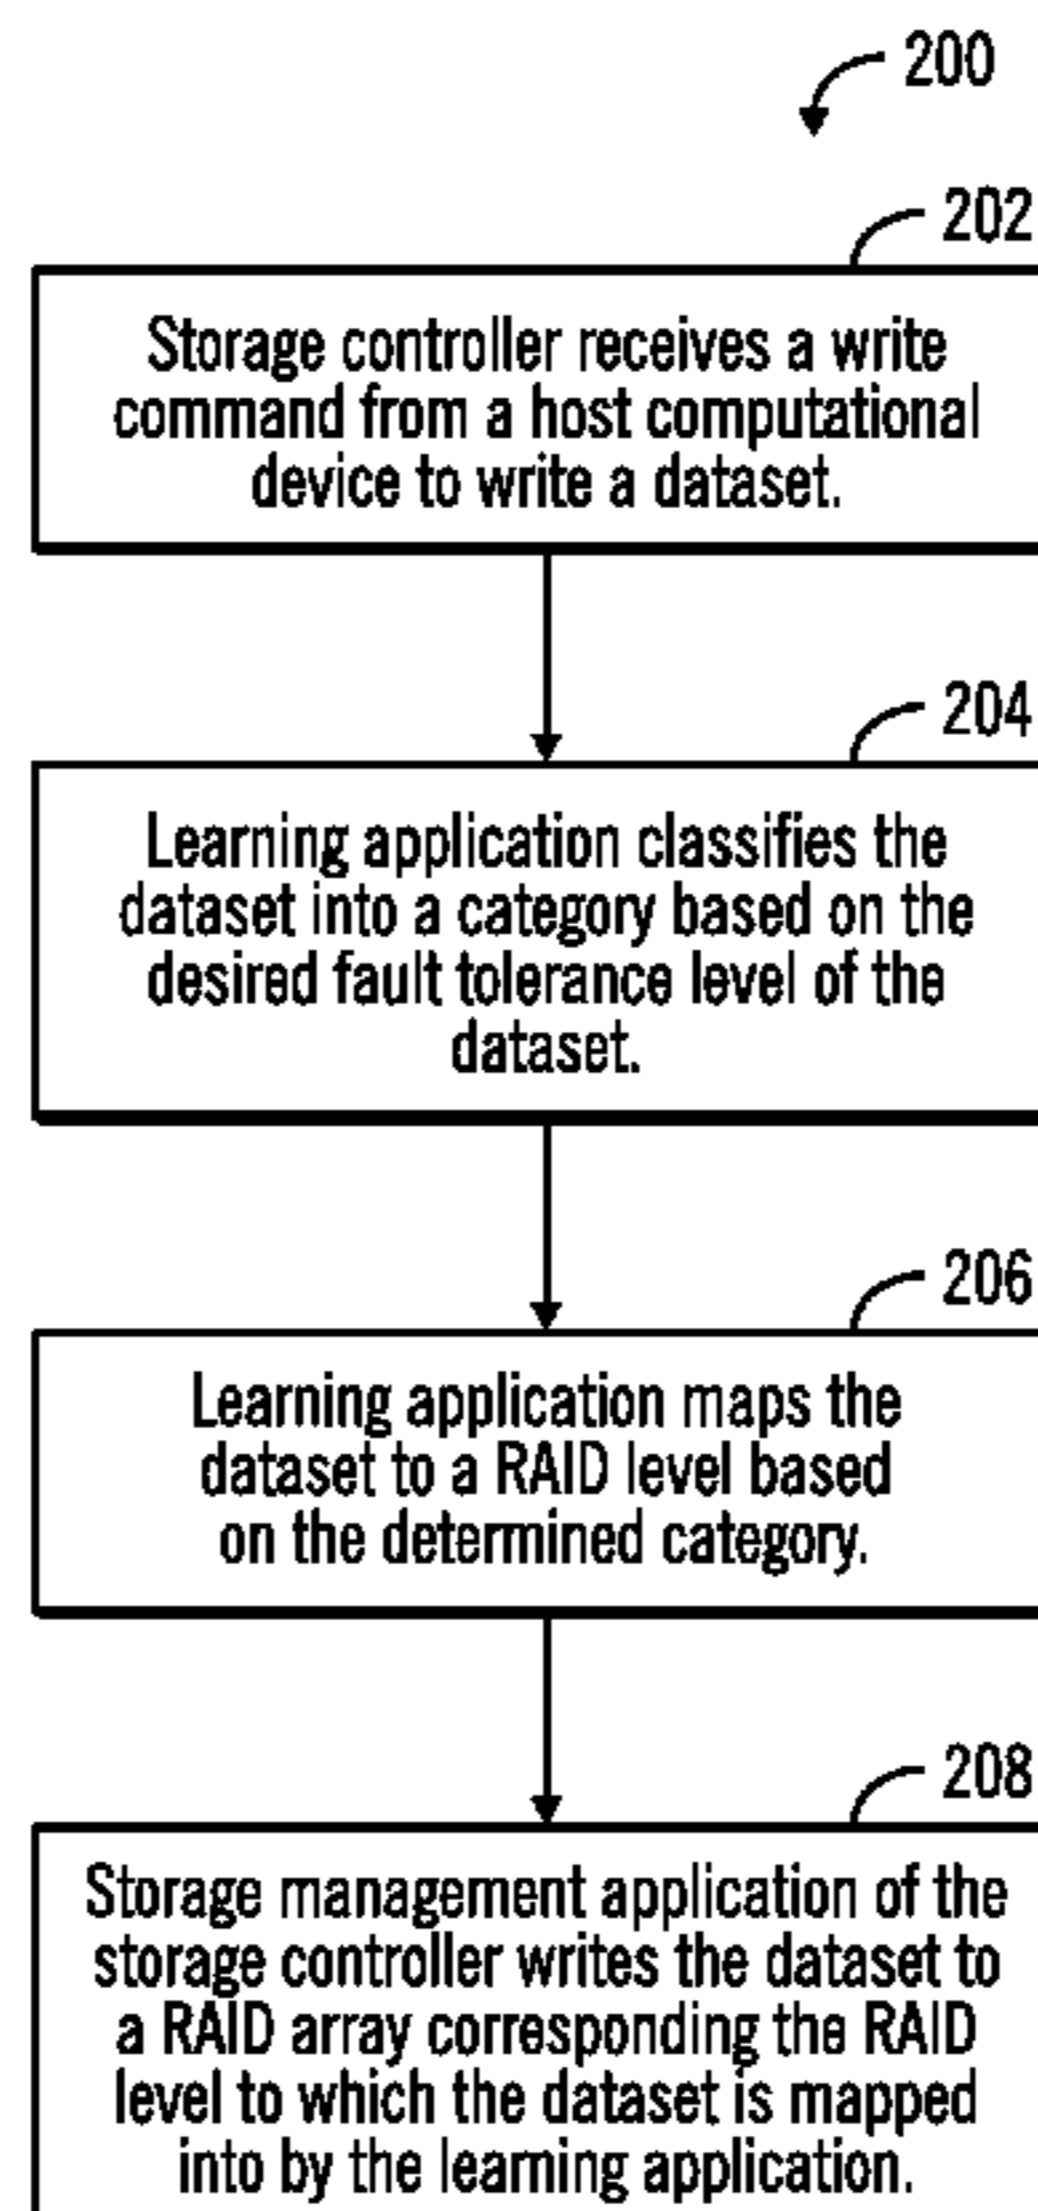 200
202
Storage controller receives a write
command from a host computational
device to write a dataset.
204
Learning application classifies the
dataset into a category based on the
desired fault tolerance level of the
dataset.
206
Learning application maps the
dataset to a RAID level based
on the determined category.
208
Storage management application of the
storage controller writes the dataset to
a RAID array corresponding the RAID
level to which the dataset is mapped
into by the learning application.